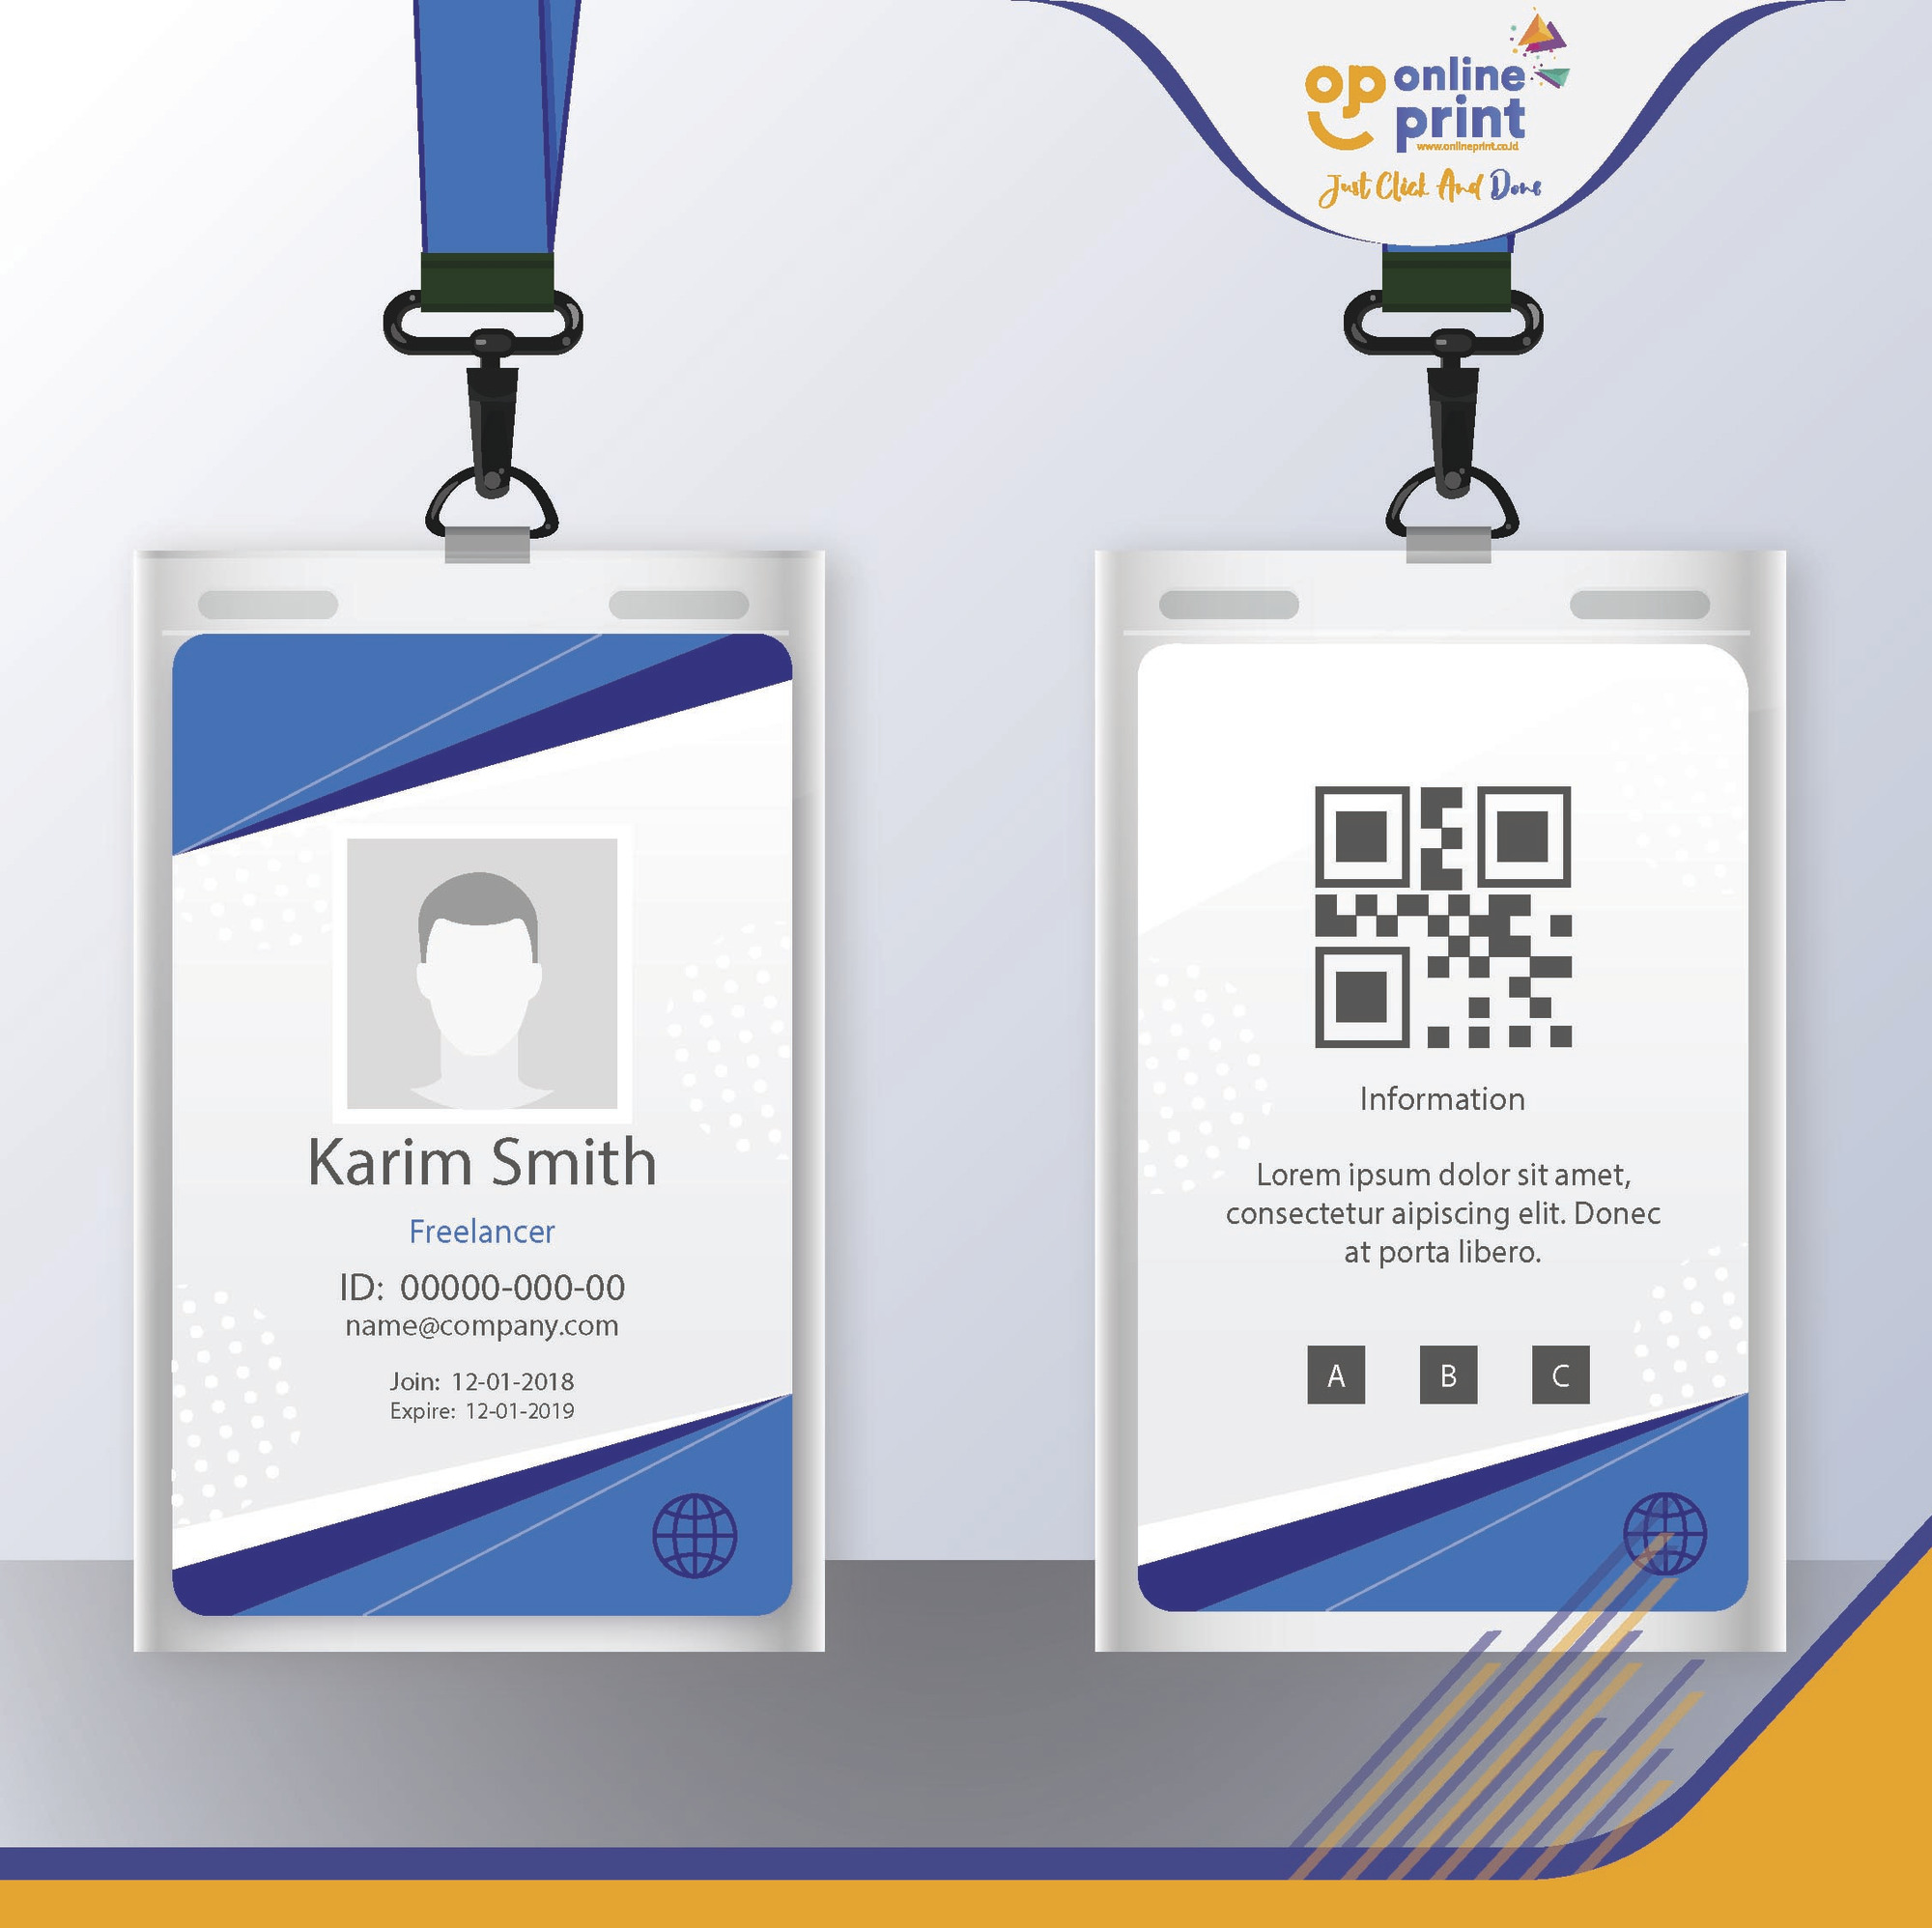 op online
print
www.onlineprint.co.id
Just Click And Done
Karim Smith
Freelancer
ID: 00000-000-00
name@company.com
Join: 12-01-2018
Expire: 12-01-2019
Information
Lorem ipsum dolor sit amet,
consectetur aipiscing elit. Donec
at porta libero.
A B C